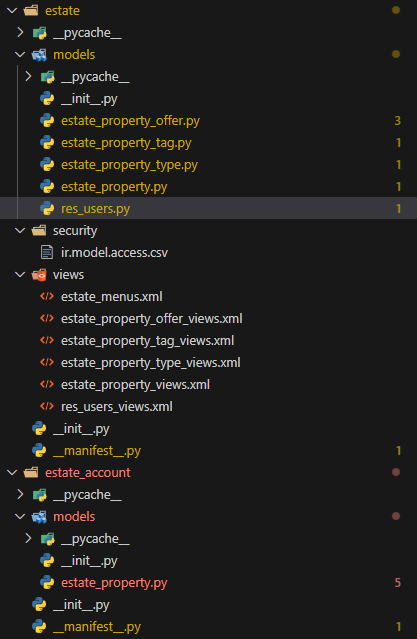 estate
__pycache__
models
__pycache__
__init__.py
estate_property_offer.py 3
estate_property_tag.py 1
estate_property_type.py 1
estate_property.py 1
res_users.py 1
security
ir.model.access.csv
views
estate_menus.xml
estate_property_offer_views.xml
estate_property_tag_views.xml
estate_property_type_views.xml
estate_property_views.xml
res_users_views.xml
__init__.py
__manifest__.py 1
estate_account
__pycache__
models
__pycache__
__init__.py
estate_property.py 5
__init__.py
__manifest__.py 1